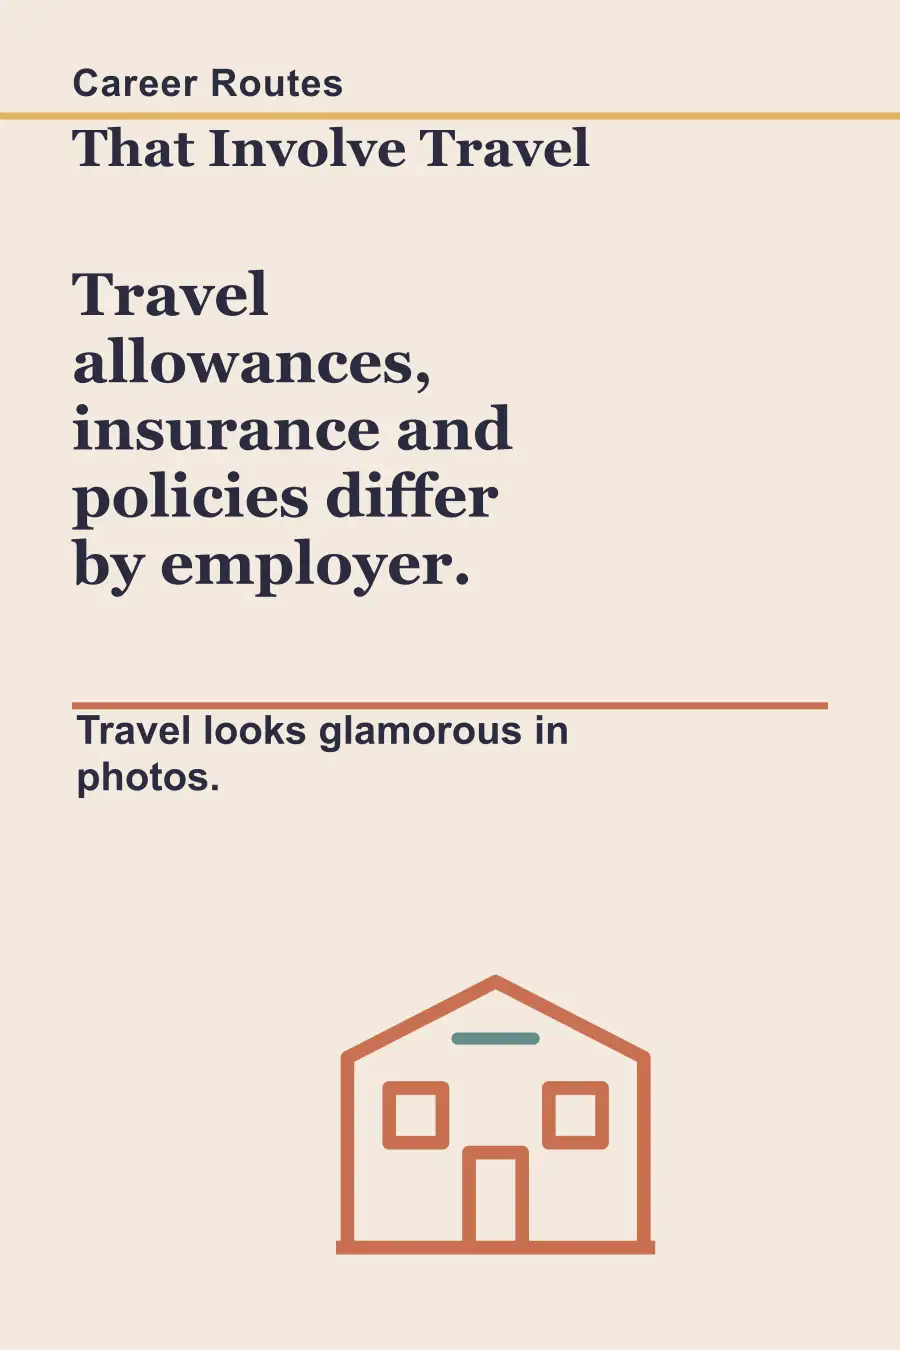 Career Routes
That Involve Travel
Travel
allowances,
insurance and
policies differ
by employer.
Travel looks glamorous in
photos.